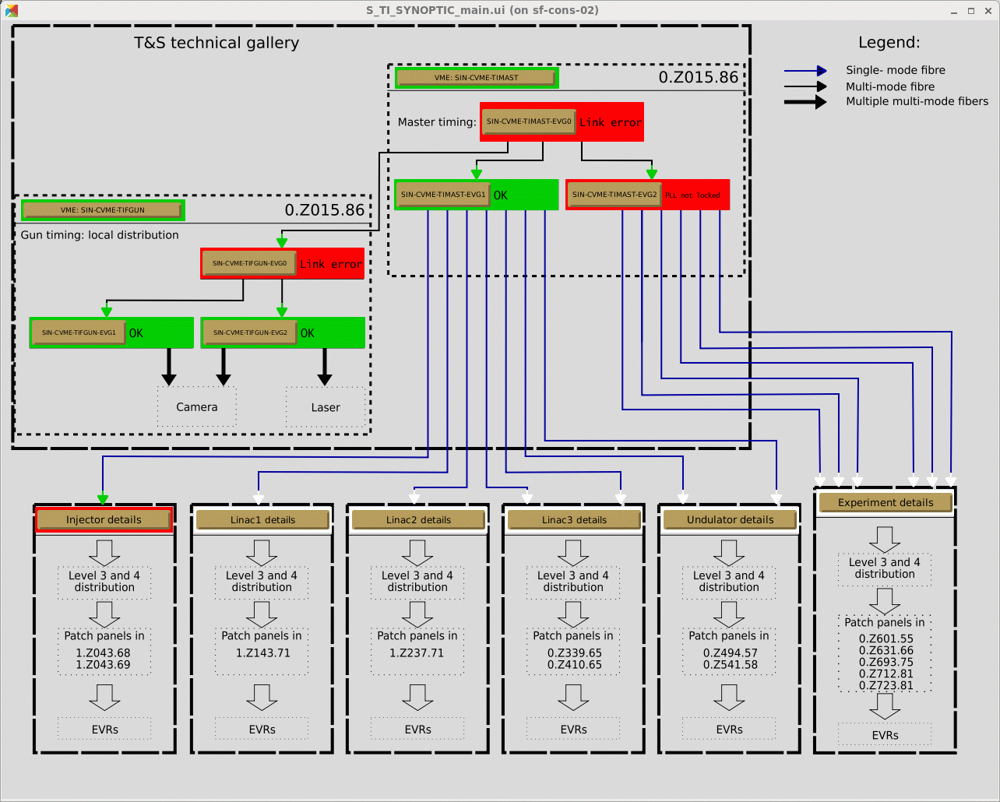 S_TI_SYNOPTIC_main.ui (on sf-cons-02)
T&S technical gallery
Legend:
Single- mode fibre
Multi-mode fibre
Multiple multi-mode fibers
VME: SIN-CVME-TIMAST
0.Z015.86
Master timing:
SIN-CVME-TIMAST-EVG0
Link error
SIN-CVME-TIMAST-EVG1
OK
SIN-CVME-TIMAST-EVG2
PLL not locked
VME: SIN-CVME-TIFGUN
0.Z015.86
Gun timing: local distribution
SIN-CVME-TIFGUN-EVG0
Link error
SIN-CVME-TIFGUN-EVG1
OK
SIN-CVME-TIFGUN-EVG2
OK
Camera
Laser
Injector details
Level 3 and 4
distribution
Patch panels in
1.Z043.68
1.Z043.69
EVRs
Linac1 details
Level 3 and 4
distribution
Patch panels in
1.Z143.71
EVRs
Linac2 details
Level 3 and 4
distribution
Patch panels in
1.Z237.71
EVRs
Linac3 details
Level 3 and 4
distribution
Patch panels in
0.Z339.65
0.Z410.65
EVRs
Undulator details
Level 3 and 4
distribution
Patch panels in
0.Z494.57
0.Z541.58
EVRs
Experiment details
Level 3 and 4
distribution
Patch panels in
0.Z601.55
0.Z631.66
0.Z693.75
0.Z712.81
0.Z723.81
EVRs